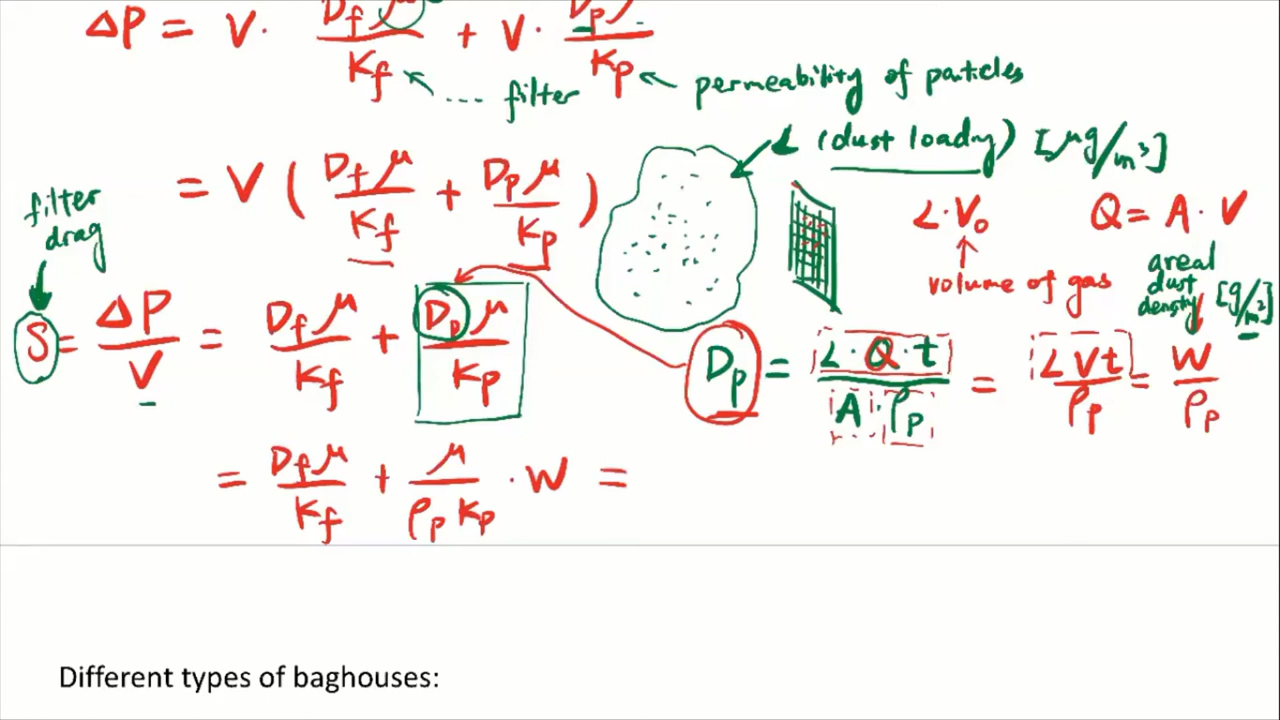 ΔP = V · Df μ / Kf + V · Dp μ / Kp
... filter
permeability of particles
L (dust loady) [μg/m³]
= V ( Df μ / Kf + Dp μ / Kp )
L · V₀
Q = A · V
volume of gas
filter
drag
areal
dust
density [g/m²]
S = ΔP / V = Df μ / Kf + Dp μ / Kp
Dp = L · Q · t / A · ρp = L V t / ρp = W / ρp
= Df μ / Kf + μ / ρp Kp · W =
Different types of baghouses: